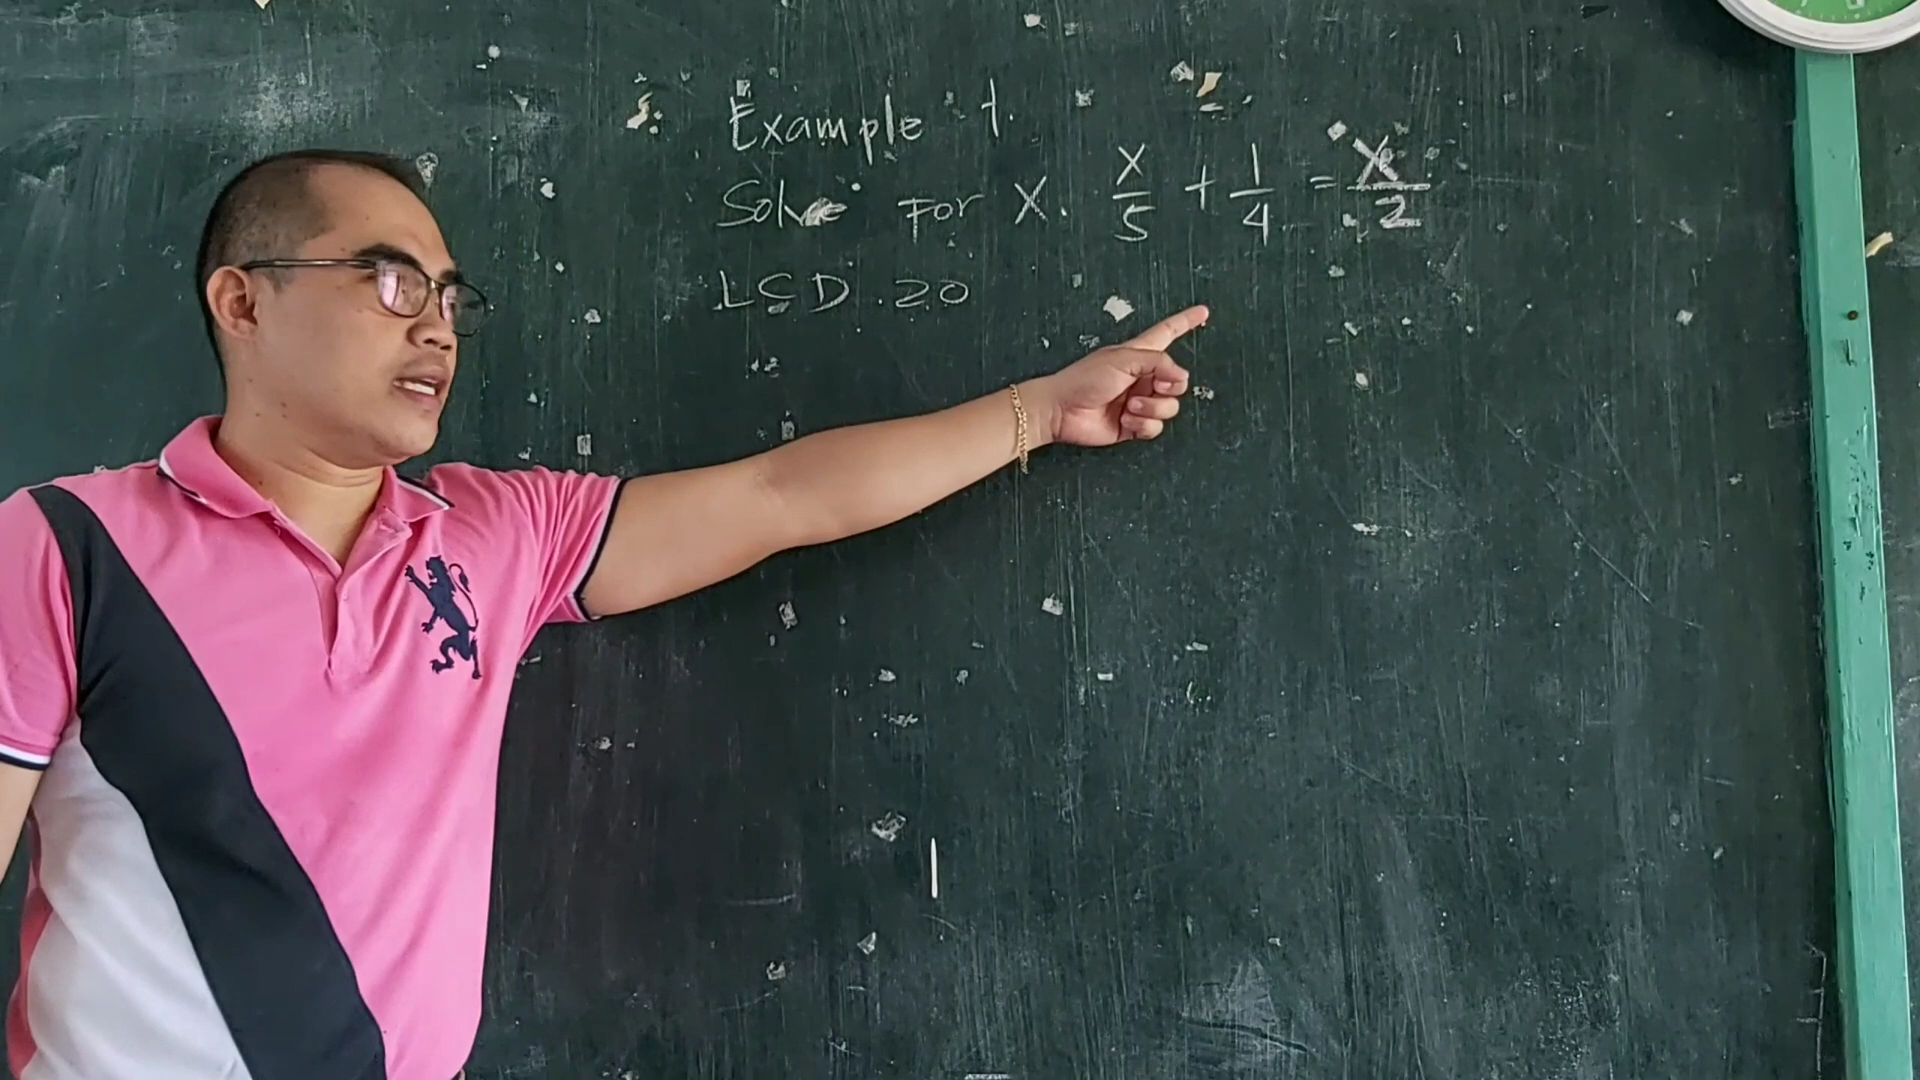 Example 1.
Solve For X. x/5 + 1/4 = x/2
LCD . 20